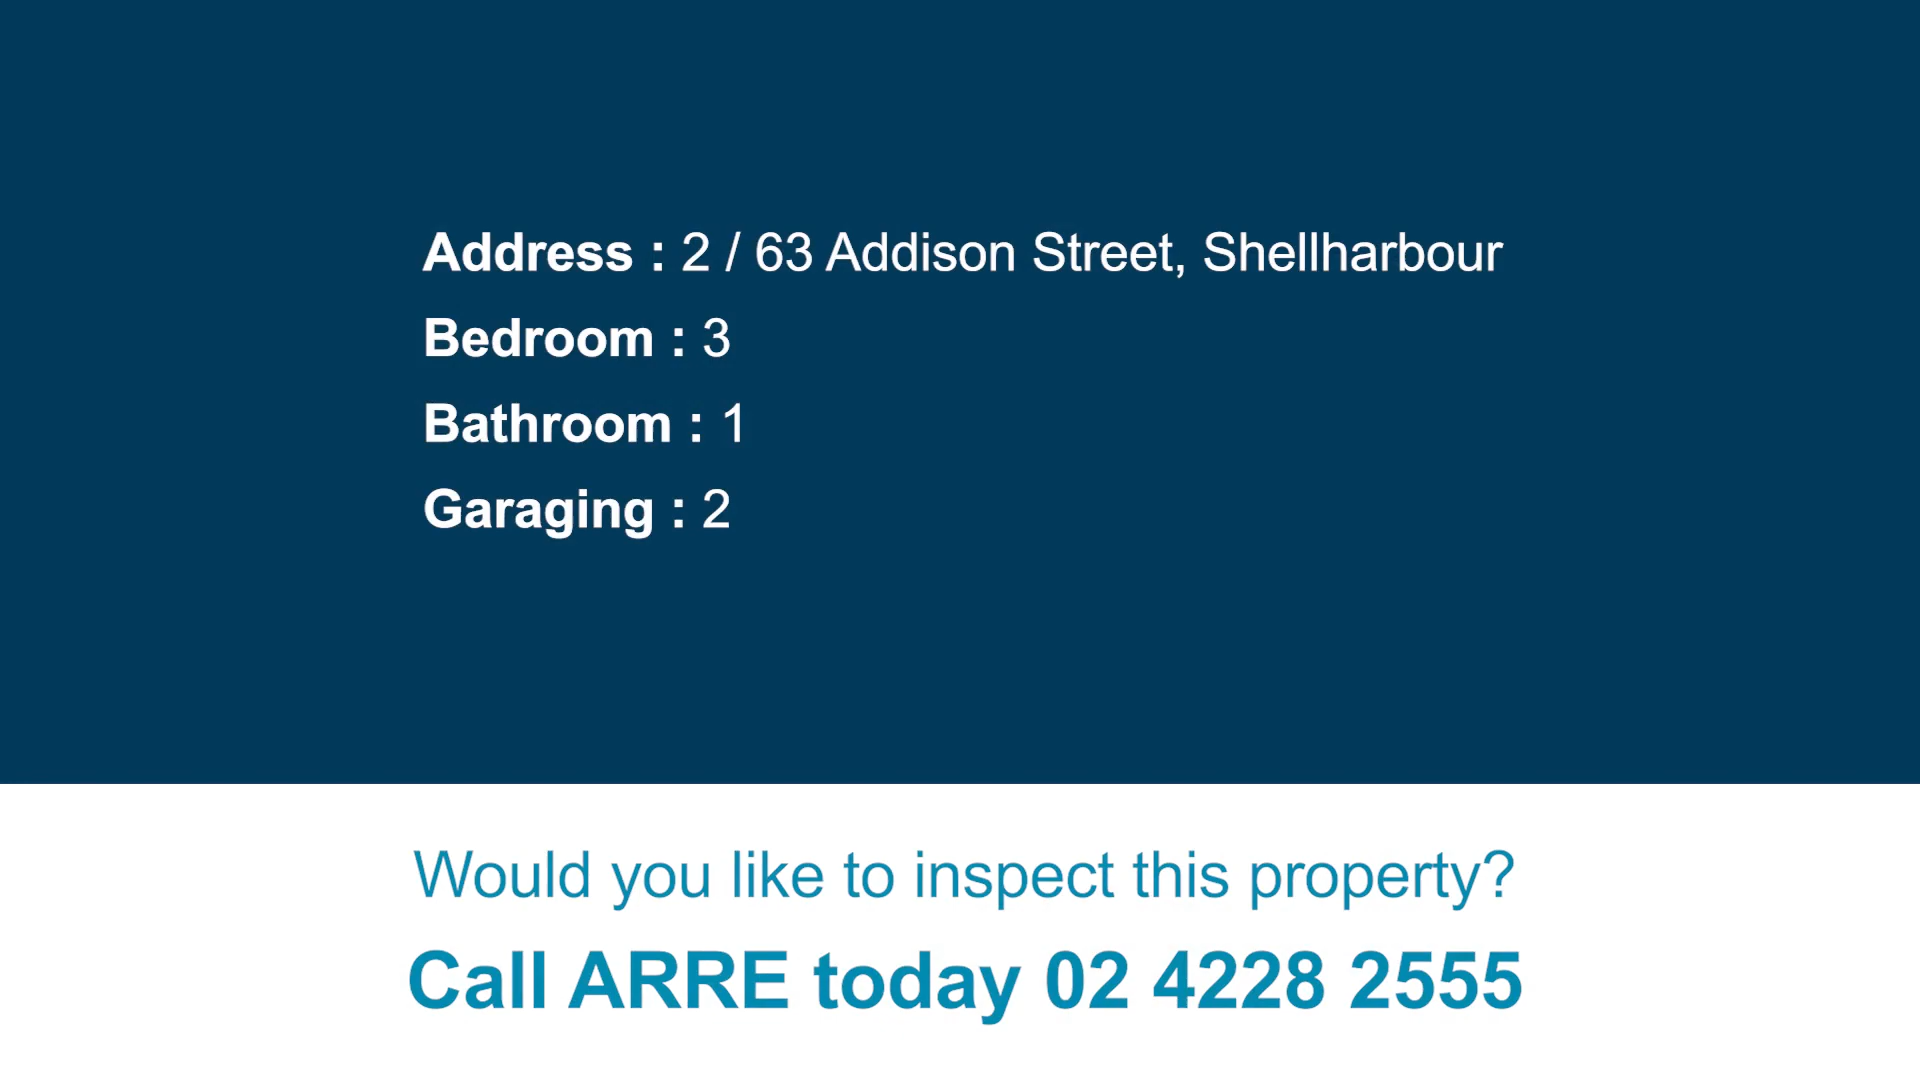 Address : 2 / 63 Addison Street, Shellharbour
Bedroom : 3
Bathroom : 1
Garaging : 2
Would you like to inspect this property?
Call ARRE today 02 4228 2555